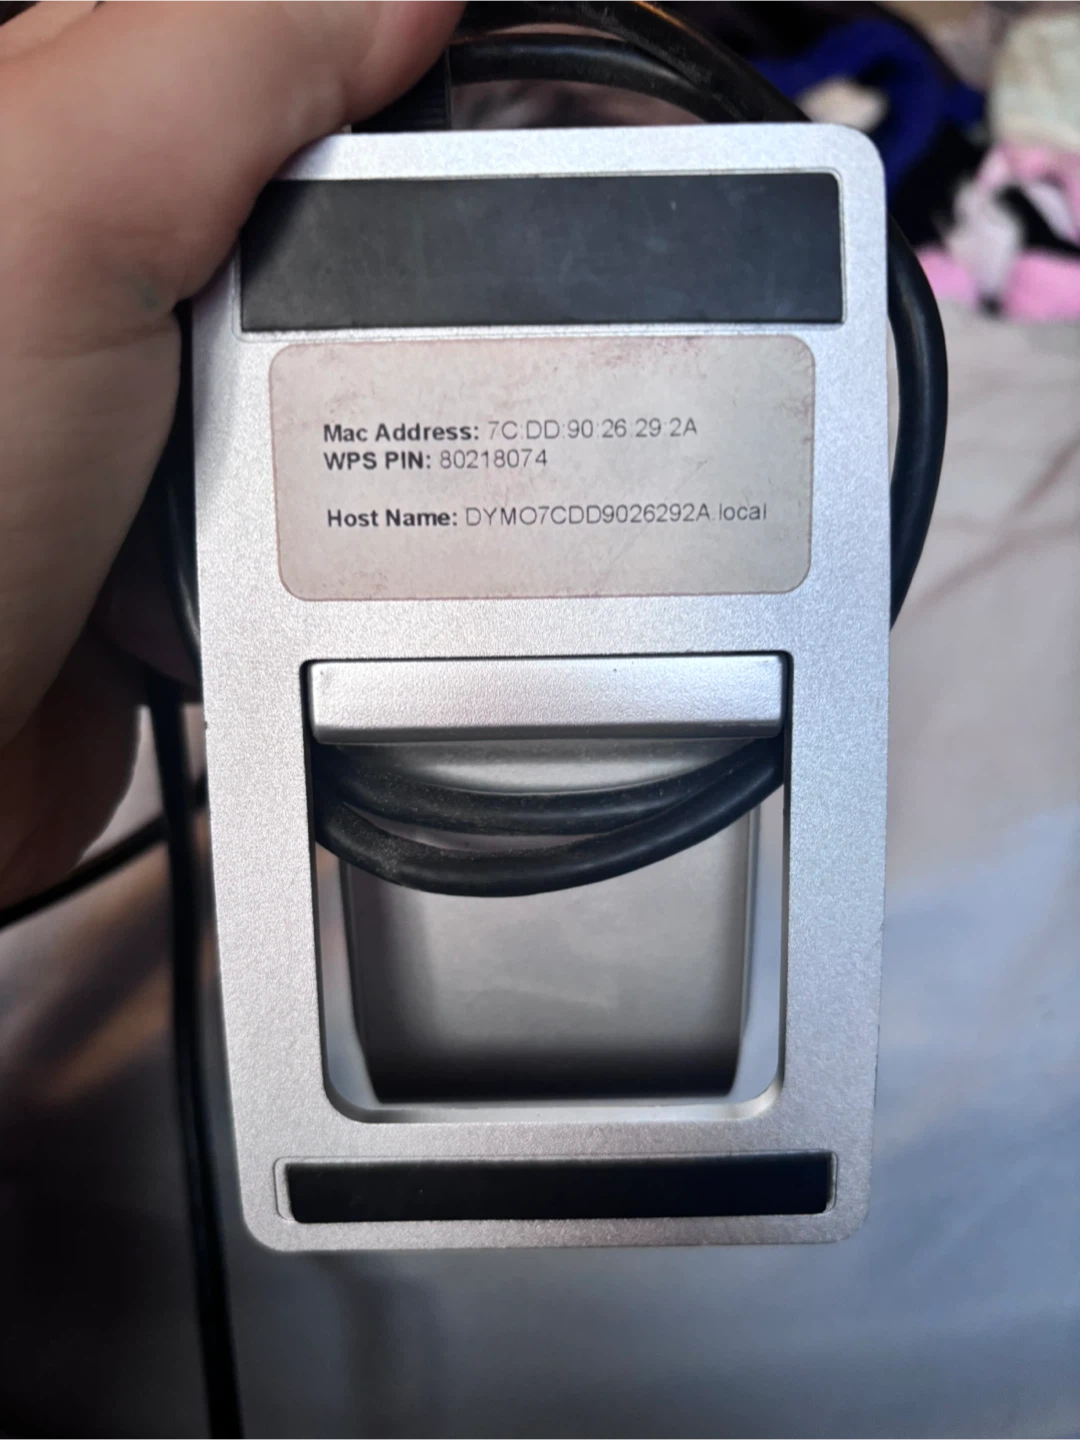 Mac Address: 7C:DD:90:26:29:2A
WPS PIN: 80218074
Host Name: DYMO7CDD9026292A.local